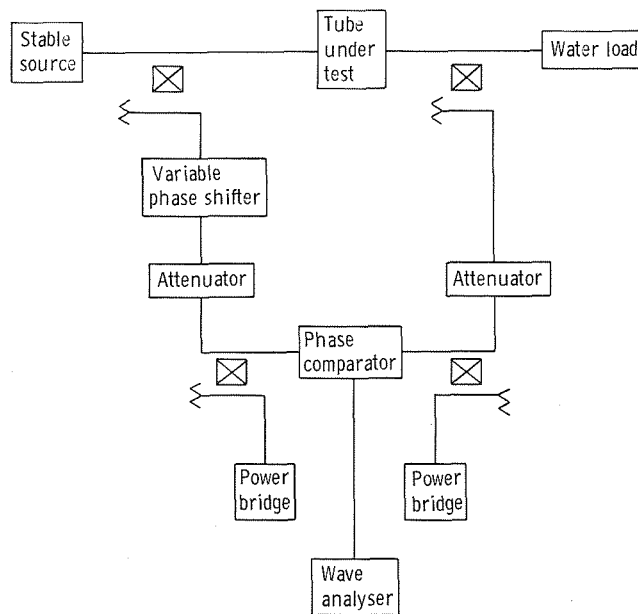 Stable
source
Tube
under
test
Water load
Variable
phase shifter
Attenuator
Attenuator
Phase
comparator
Power
bridge
Power
bridge
Wave
analyser